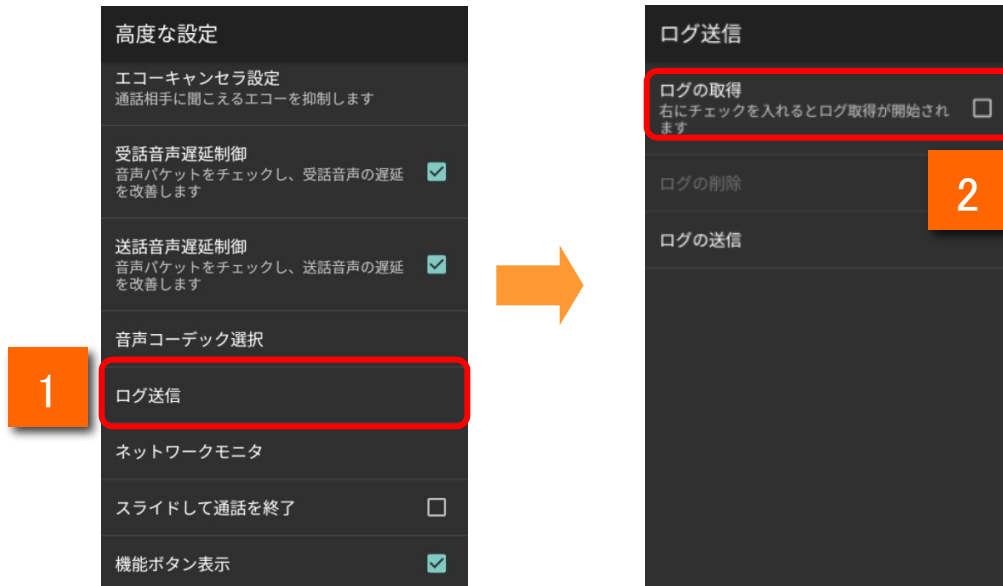 高度な設定
エコーキャンセラ設定
通話相手に聞こえるエコーを抑制します
受話音声遅延制御
音声パケットをチェックし、受話音声の遅延
を改善します
送話音声遅延制御
音声パケットをチェックし、送話音声の遅延
を改善します
音声コーデック選択
1
ログ送信
ネットワークモニタ
スライドして通話を終了
機能ボタン表示
ログ送信
ログの取得
右にチェックを入れるとログ取得が開始され
ます
ログの削除
2
ログの送信